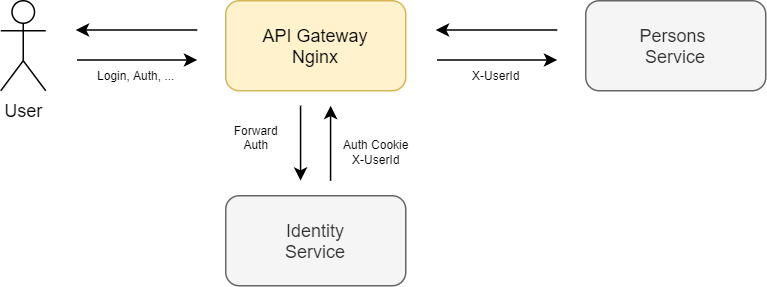 API Gateway
Nginx
Persons
Service
Login, Auth, ...
X-UserId
User
Forward
Auth
Auth Cookie
X-UserId
Identity
Service